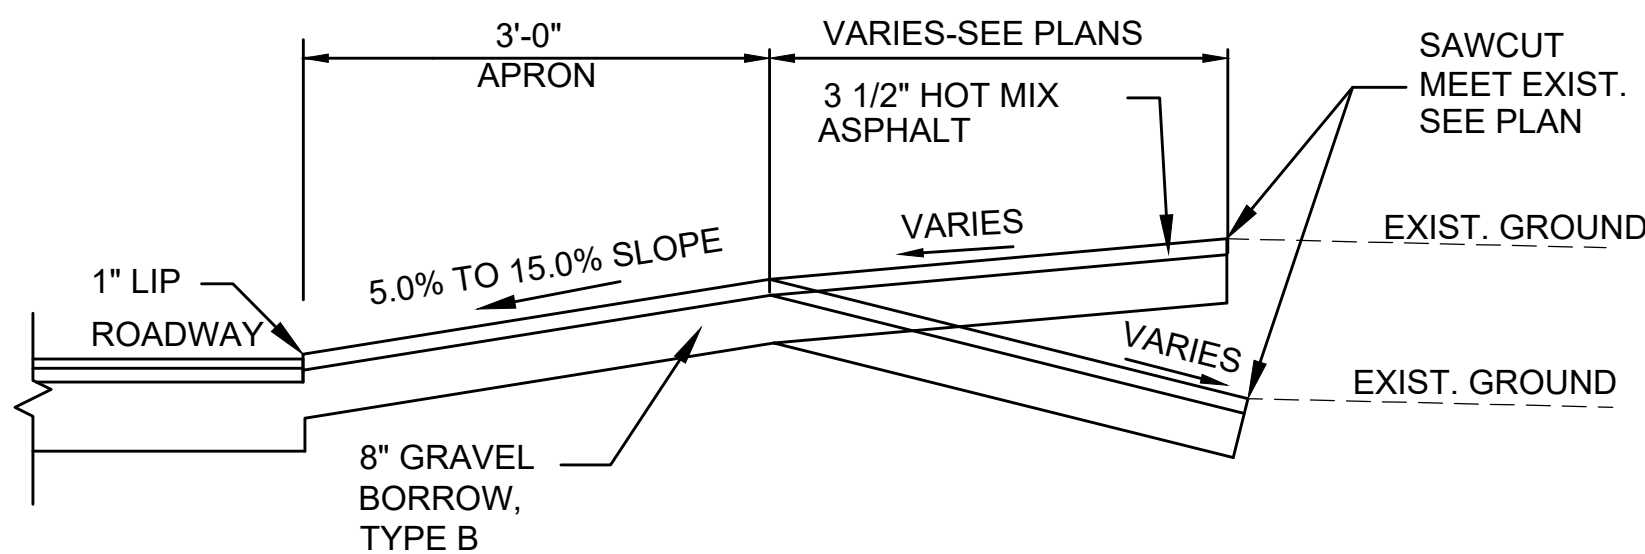 3'-0"
APRON
VARIES-SEE PLANS
3 1/2" HOT MIX
ASPHALT
SAWCUT
MEET EXIST.
SEE PLAN
VARIES
EXIST. GROUND
5.0% TO 15.0% SLOPE
1" LIP
ROADWAY
VARIES
EXIST. GROUND
8" GRAVEL
BORROW,
TYPE B